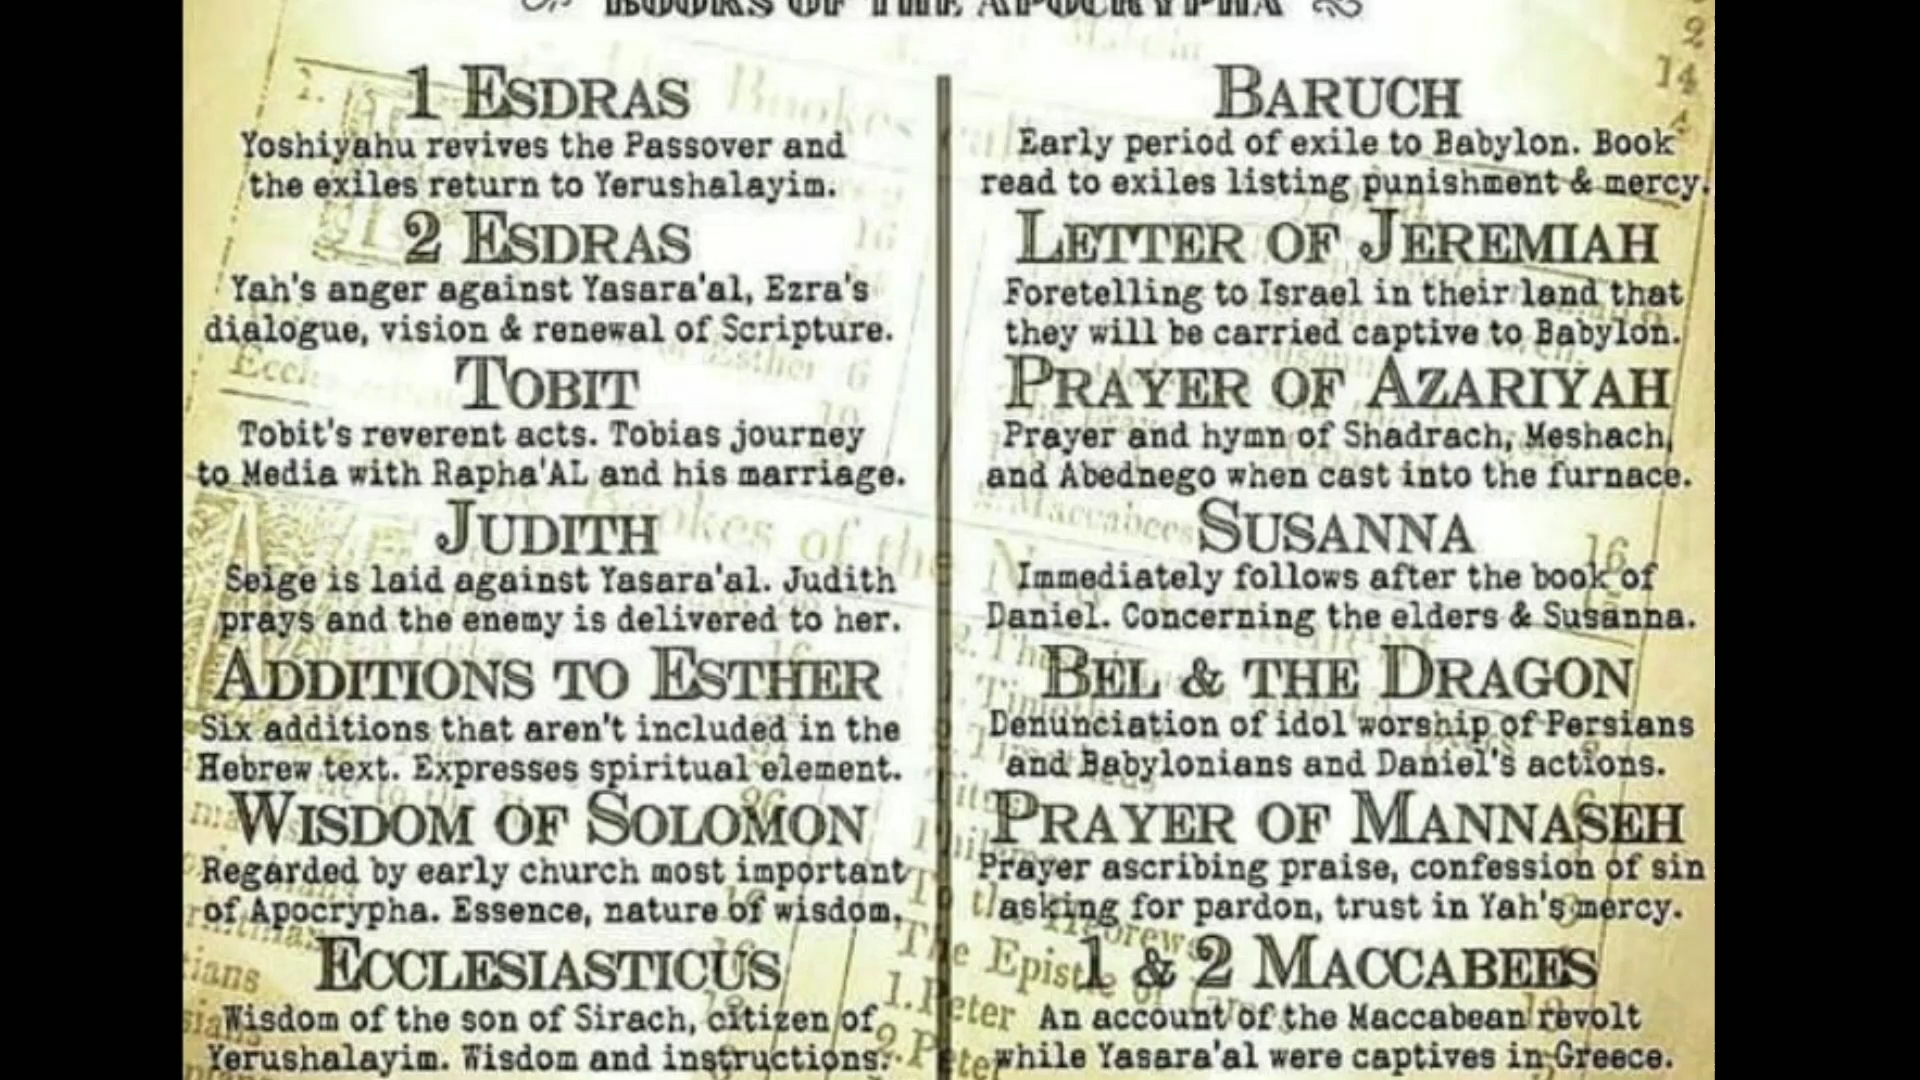 BOOKS OF THE APOCRYPHA
1 ESDRAS
Yoshiyahu revives the Passover and
the exiles return to Yerushalayim.
2 ESDRAS
Yah's anger against Yasara'al, Ezra's
dialogue, vision & renewal of Scripture.
TOBIT
Tobit's reverent acts. Tobias journey
to Media with Rapha'AL and his marriage.
JUDITH
Seige is laid against Yasara'al. Judith
prays and the enemy is delivered to her.
ADDITIONS TO ESTHER
Six additions that aren't included in the
Hebrew text. Expresses spiritual element.
WISDOM OF SOLOMON
Regarded by early church most important
of Apocrypha. Essence, nature of wisdom.
ECCLESIASTICUS
Wisdom of the son of Sirach, citizen of
Yerushalayim. Wisdom and instructions.
BARUCH
Early period of exile to Babylon. Book
read to exiles listing punishment & mercy.
LETTER OF JEREMIAH
Foretelling to Israel in their land that
they will be carried captive to Babylon.
PRAYER OF AZARIYAH
Prayer and hymn of Shadrach, Meshach,
and Abednego when cast into the furnace.
SUSANNA
Immediately follows after the book of
Daniel. Concerning the elders & Susanna.
BEL & THE DRAGON
Denunciation of idol worship of Persians
and Babylonians and Daniel's actions.
PRAYER OF MANNASEH
Prayer ascribing praise, confession of sin
asking for pardon, trust in Yah's mercy.
1 & 2 MACCABEES
An account of the Maccabean revolt
while Yasara'al were captives in Greece.